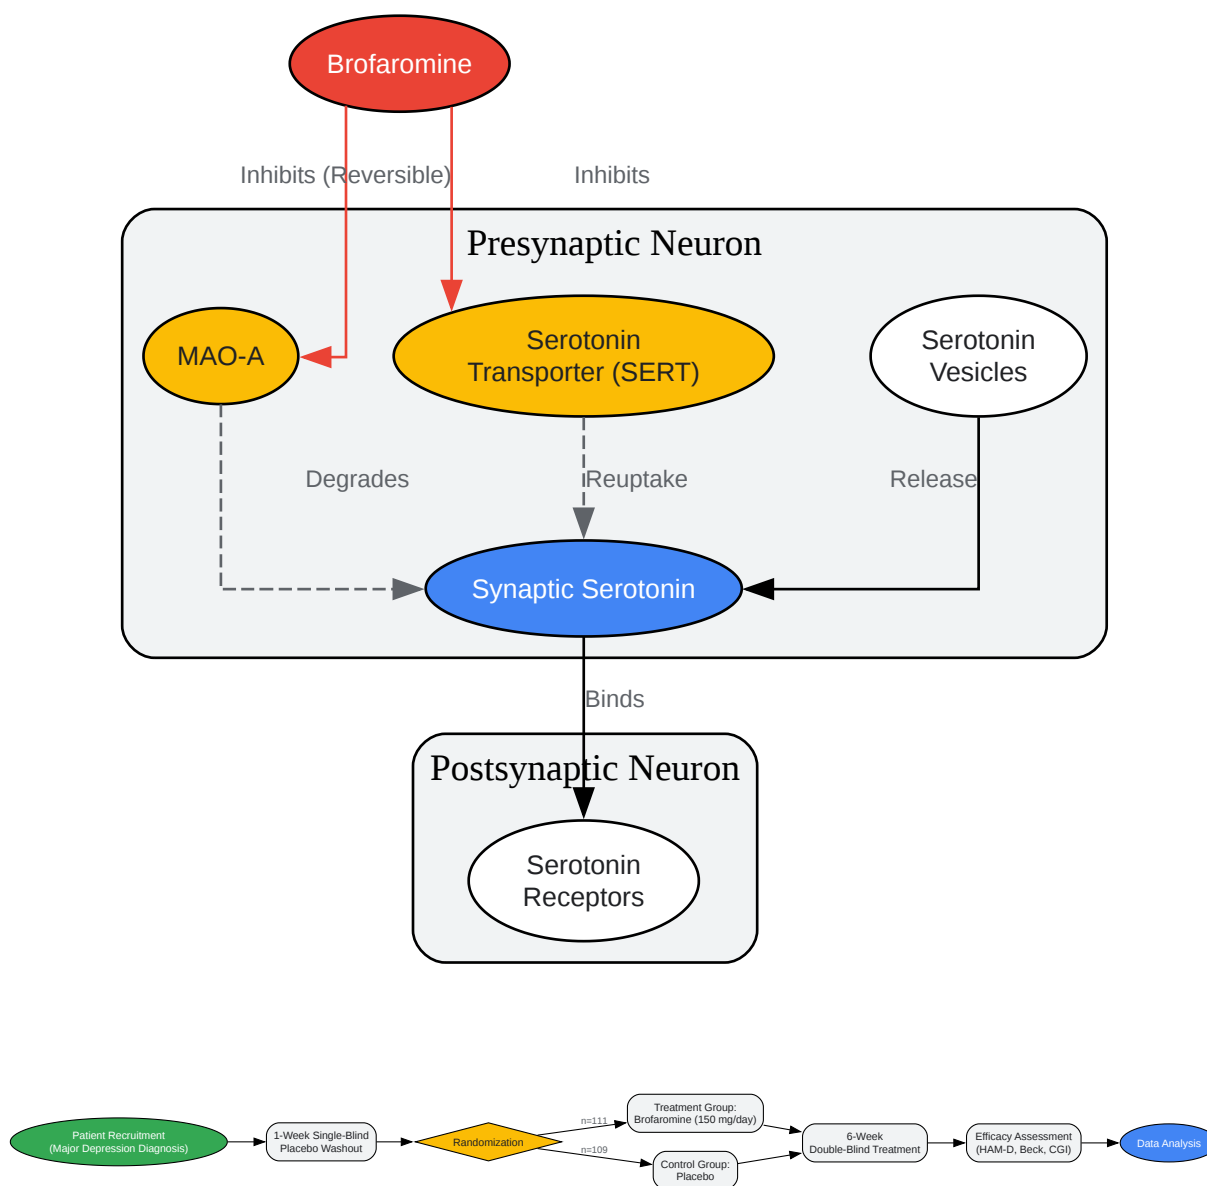 Brofaromine
Inhibits (Reversible)
Inhibits
Presynaptic Neuron
MAO-A
Serotonin
Transporter (SERT)
Serotonin
Vesicles
Degrades
Reuptake
Release
Synaptic Serotonin
Binds
Postsynaptic Neuron
Serotonin
Receptors
Patient Recruitment
(Major Depression Diagnosis)
1-Week Single-Blind
Placebo Washout
Randomization
n=111
n=109
Treatment Group:
Brofaromine (150 mg/day)
Control Group:
Placebo
6-Week
Double-Blind Treatment
Efficacy Assessment
(HAM-D, Beck, CGI)
Data Analysis